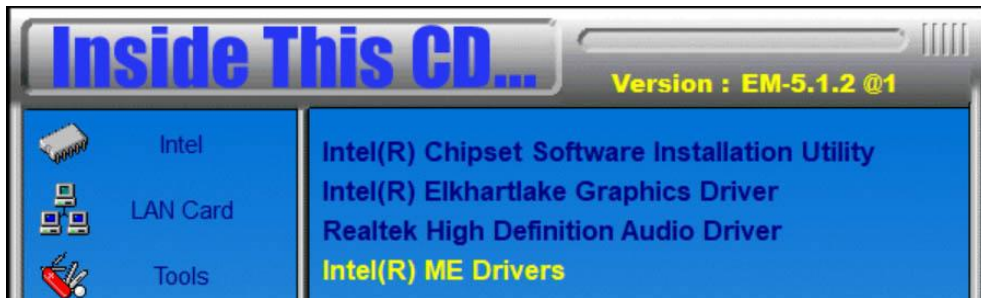 Inside This CD...
Version : EM-5.1.2 @1
Intel
LAN Card
Tools
Intel(R) Chipset Software Installation Utility
Intel(R) Elkhartlake Graphics Driver
Realtek High Definition Audio Driver
Intel(R) ME Drivers